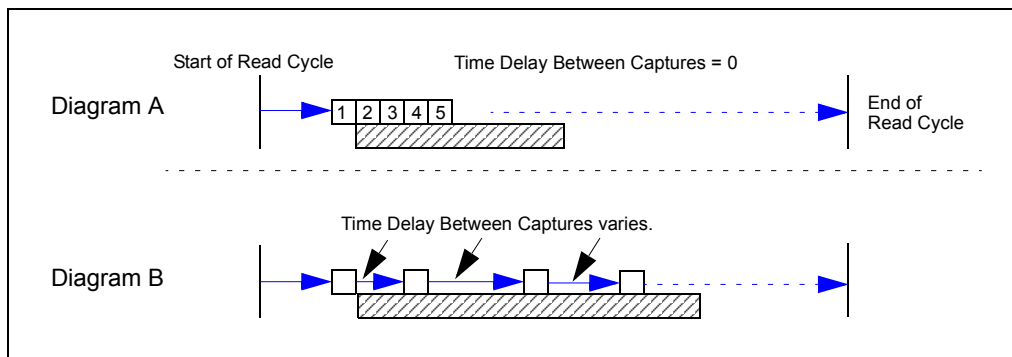 Start of Read Cycle
Time Delay Between Captures = 0
Diagram A
1 2 3 4 5
End of
Read Cycle
Time Delay Between Captures varies.
Diagram B